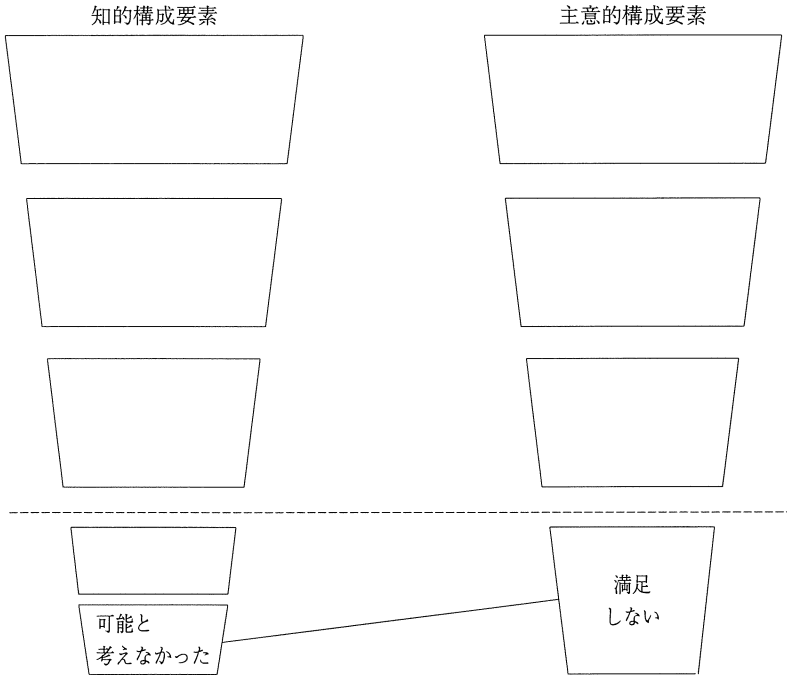 知的構成要素
主意的構成要素
可能と
考えなかった
満足
しない